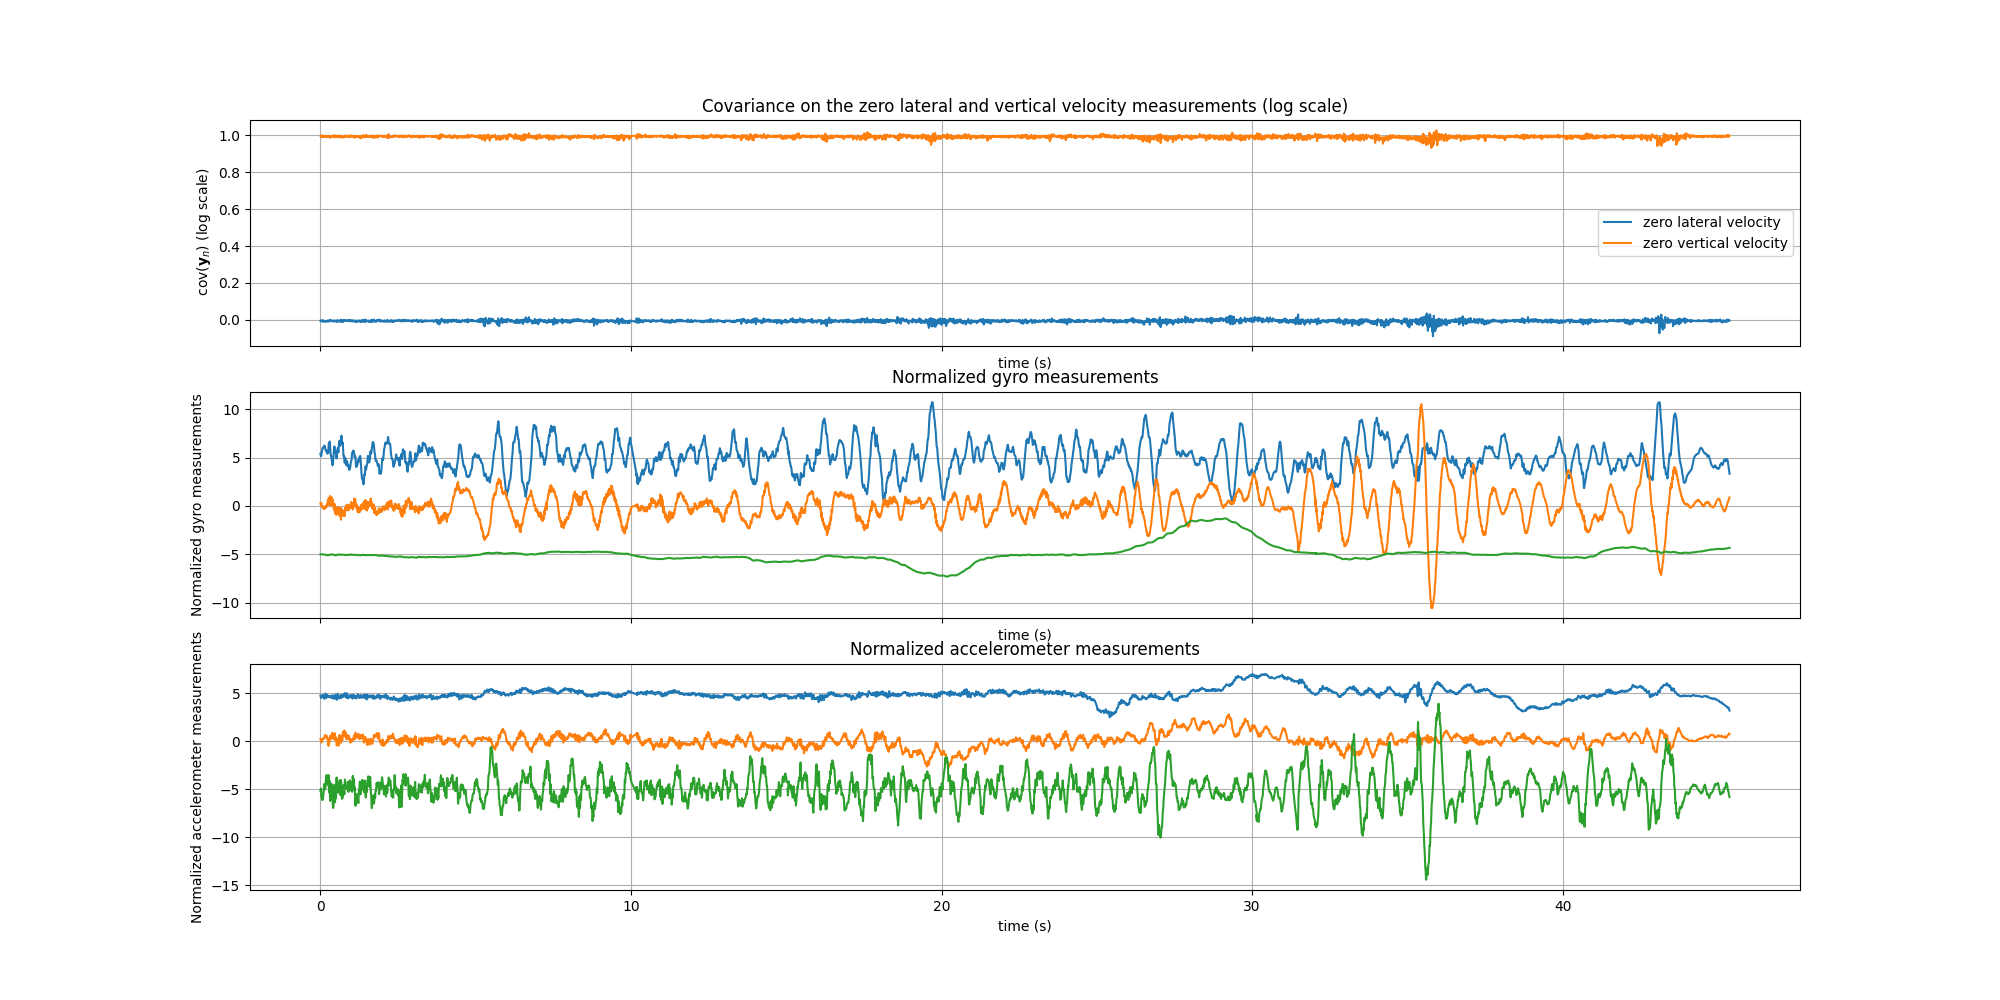 Covariance on the zero lateral and vertical velocity measurements (log scale)
cov(𝐲ₙ) (log scale)
1.0
0.8
0.6
0.4
0.2
0.0
zero lateral velocity
zero vertical velocity
time (s)
Normalized gyro measurements
Normalized gyro measurements
10
5
0
−5
−10
time (s)
Normalized accelerometer measurements
Normalized accelerometer measurements
5
0
−5
−10
−15
0 10 20 30 40
time (s)